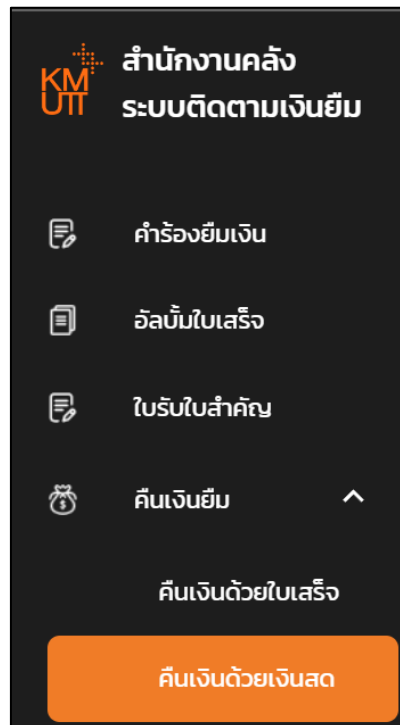 KM
UTT
สำนักงานคลัง
ระบบติดตามเงินยืม
คำร้องยืมเงิน
อัลบั้มใบเสร็จ
ใบรับใบสำคัญ
คืนเงินยืม
คืนเงินด้วยใบเสร็จ
คืนเงินด้วยเงินสด